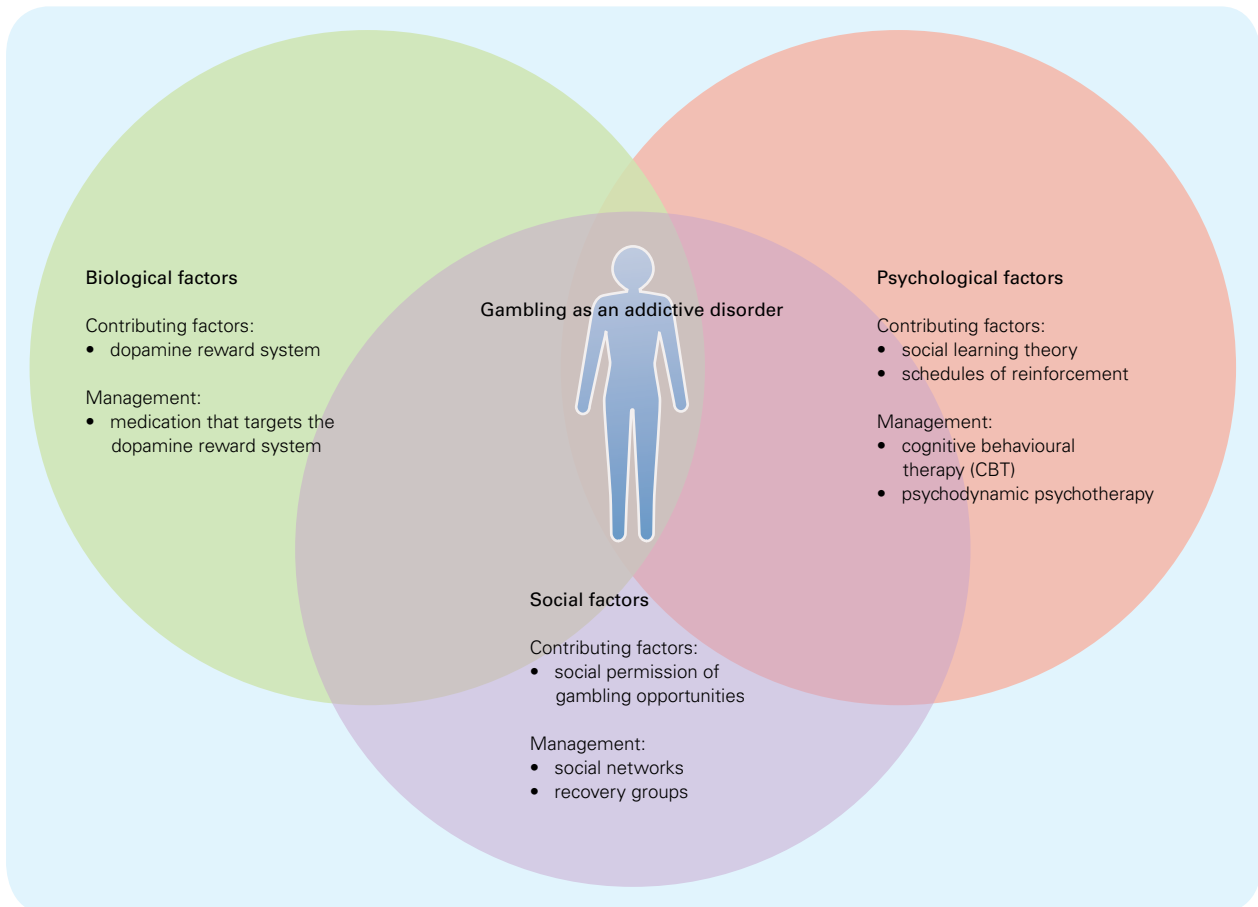 Biological factors
Contributing factors:
• dopamine reward system
Management:
• medication that targets the
dopamine reward system
Gambling as an addictive disorder
Psychological factors
Contributing factors:
• social learning theory
• schedules of reinforcement
Management:
• cognitive behavioural
therapy (CBT)
• psychodynamic psychotherapy
Social factors
Contributing factors:
• social permission of
gambling opportunities
Management:
• social networks
• recovery groups